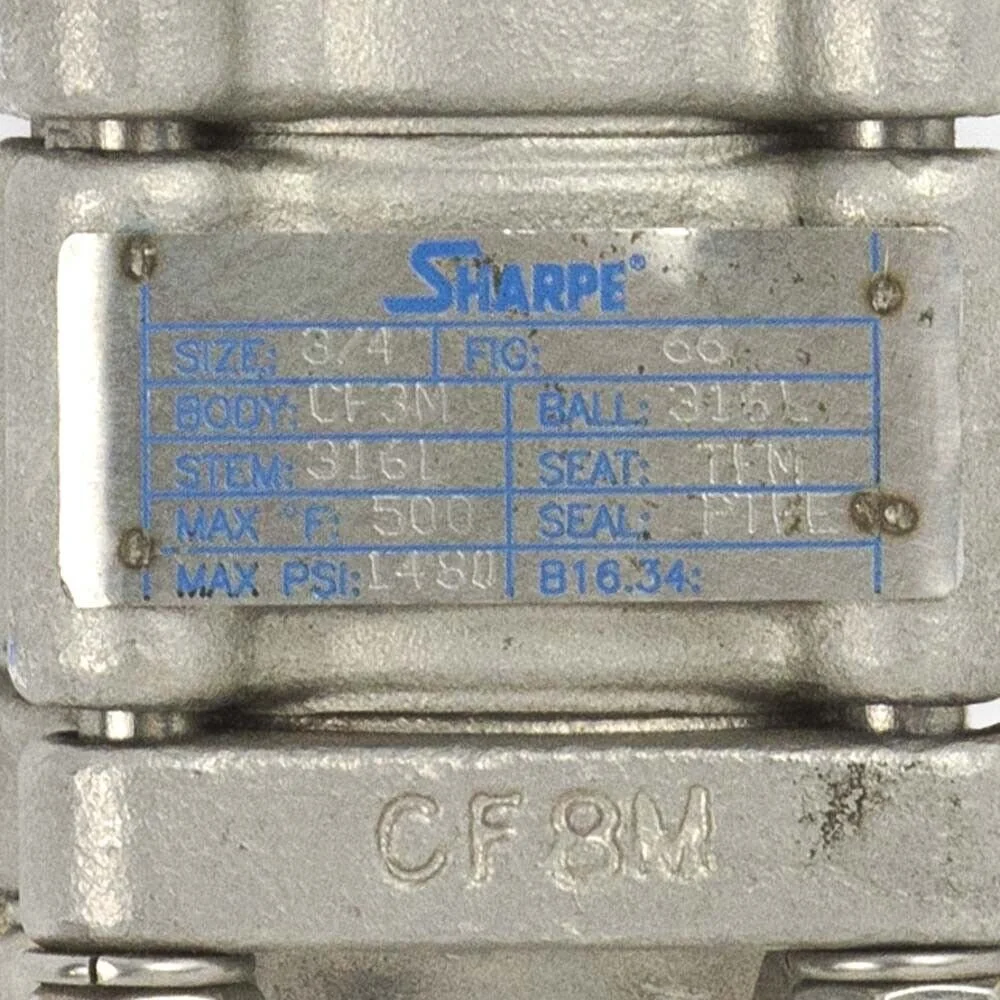 SHARPE®
SIZE: 3/4 FIG: 66
BODY: CF3M BALL: 316L
STEM: 316L SEAT: TFM
MAX °F: 500 SEAL: PTFE
MAX PSI: 1480 B16.34:
CF8M